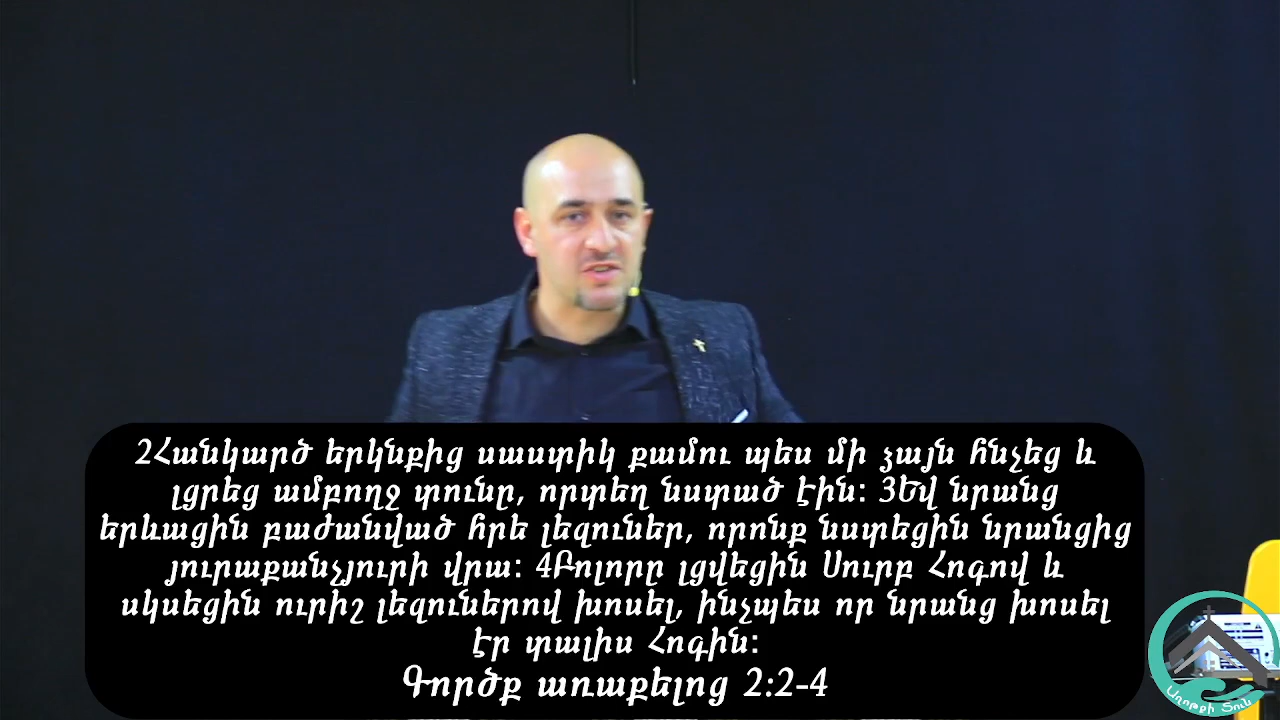 2Հանկարծ երկնքից սաստիկ քամու պես մի ձայն հնչեց և
լցրեց ամբողջ տունը, որտեղ նստած էին: 3Եվ նրանց
երևացին բաժանված հրե լեզուներ, որոնք նստեցին նրանցից
յուրաքանչյուրի վրա: 4Բոլորը լցվեցին Սուրբ Հոգով և
սկսեցին ուրիշ լեզուներով խոսել, ինչպես որ նրանց խոսել
էր տալիս Հոգին:
Գործք առաքելոց 2:2-4
Աղոթքի Տուն